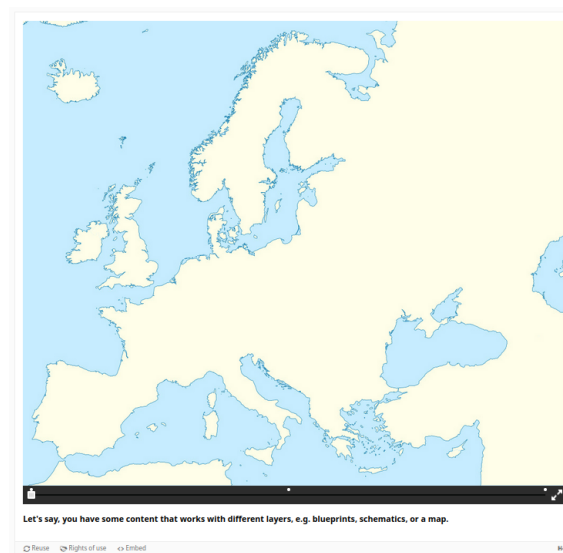 Let's say, you have some content that works with different layers, e.g. blueprints, schematics, or a map.
Reuse Rights of use Embed